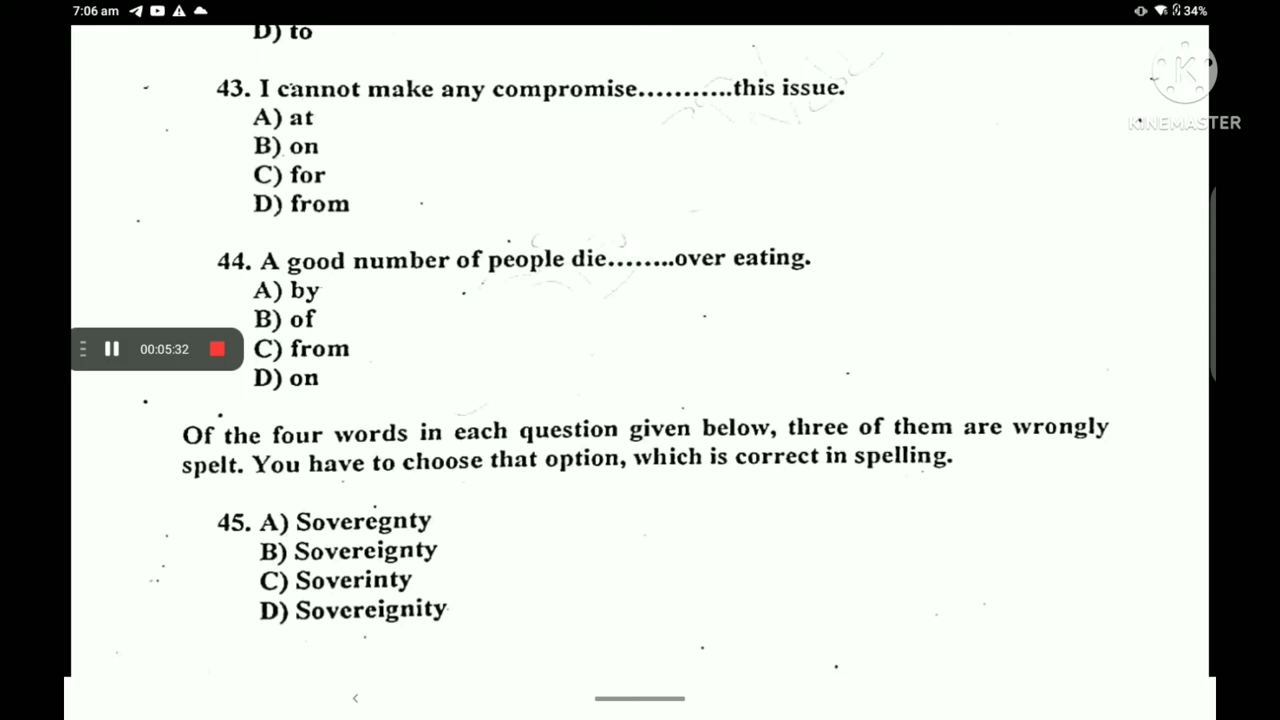 7:06 am
34%
D) to
43. I cannot make any compromise...........this issue.
A) at
B) on
C) for
D) from
KINEMASTER
44. A good number of people die........over eating.
A) by
B) of
C) from
D) on
00:05:32
Of the four words in each question given below, three of them are wrongly
spelt. You have to choose that option, which is correct in spelling.
45. A) Soveregnty
B) Sovereignty
C) Soverinty
D) Sovereignity